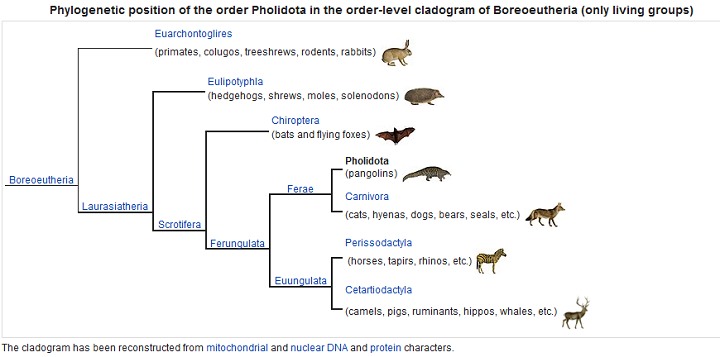 Phylogenetic position of the order Pholidota in the order-level cladogram of Boreoeutheria (only living groups)
Euarchontoglires
(primates, colugos, treeshrews, rodents, rabbits)
Eulipotyphla
(hedgehogs, shrews, moles, solenodons)
Chiroptera
(bats and flying foxes)
Pholidota
(pangolins)
Boreoeutheria
Ferae
Carnivora
Laurasiatheria
(cats, hyenas, dogs, bears, seals, etc.)
Scrotifera
Ferungulata
Perissodactyla
(horses, tapirs, rhinos, etc.)
Euungulata
Cetartiodactyla
(camels, pigs, ruminants, hippos, whales, etc.)
The cladogram has been reconstructed from mitochondrial and nuclear DNA and protein characters.